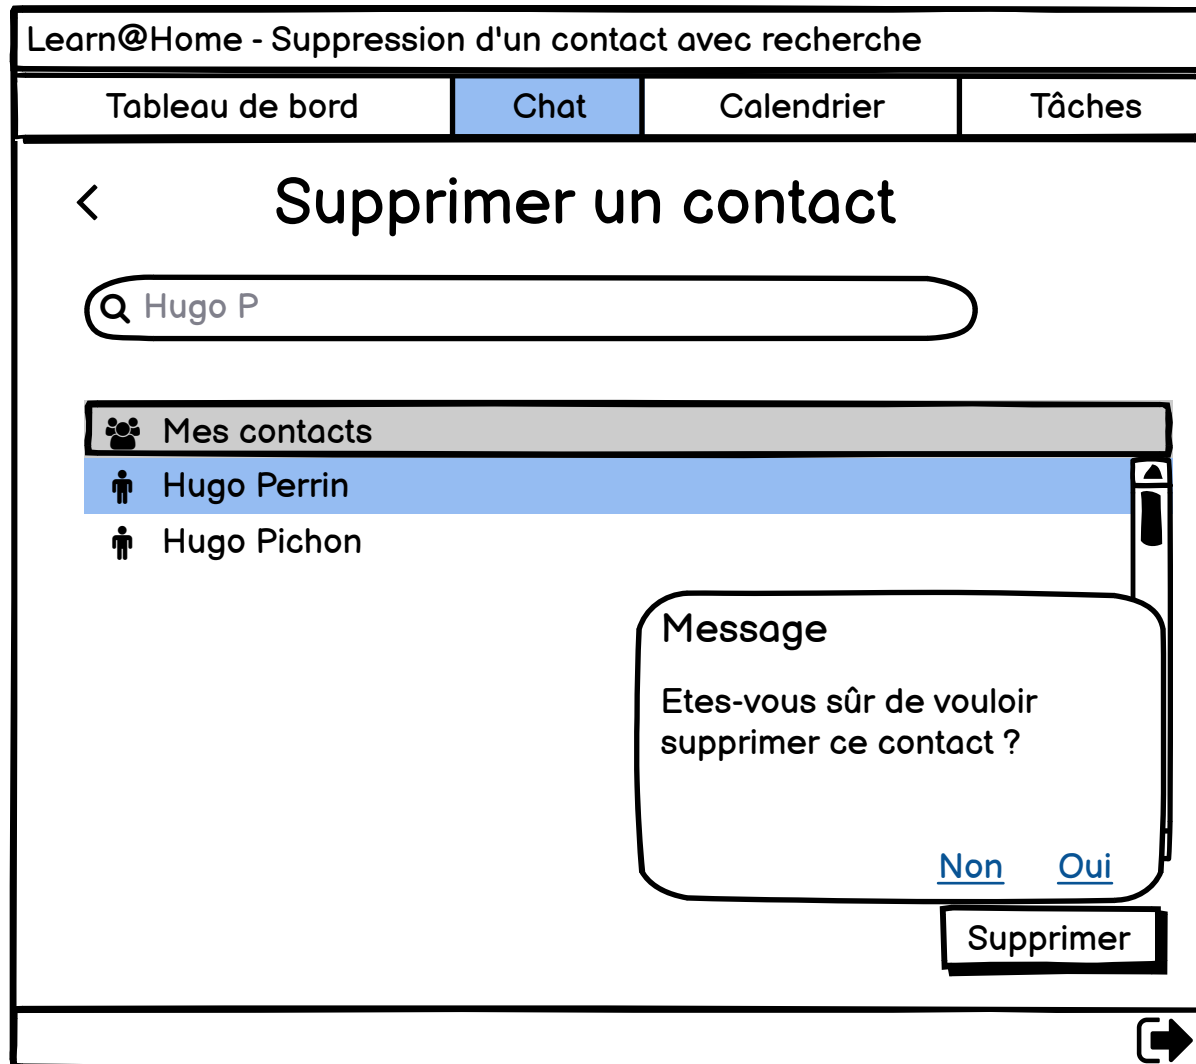 Learn@Home - Suppression d'un contact avec recherche
Tableau de bord Chat Calendrier Tâches
Supprimer un contact
Hugo P
Mes contacts
Hugo Perrin
Hugo Pichon
Message
Etes-vous sûr de vouloir
supprimer ce contact ?
Non Oui
Supprimer